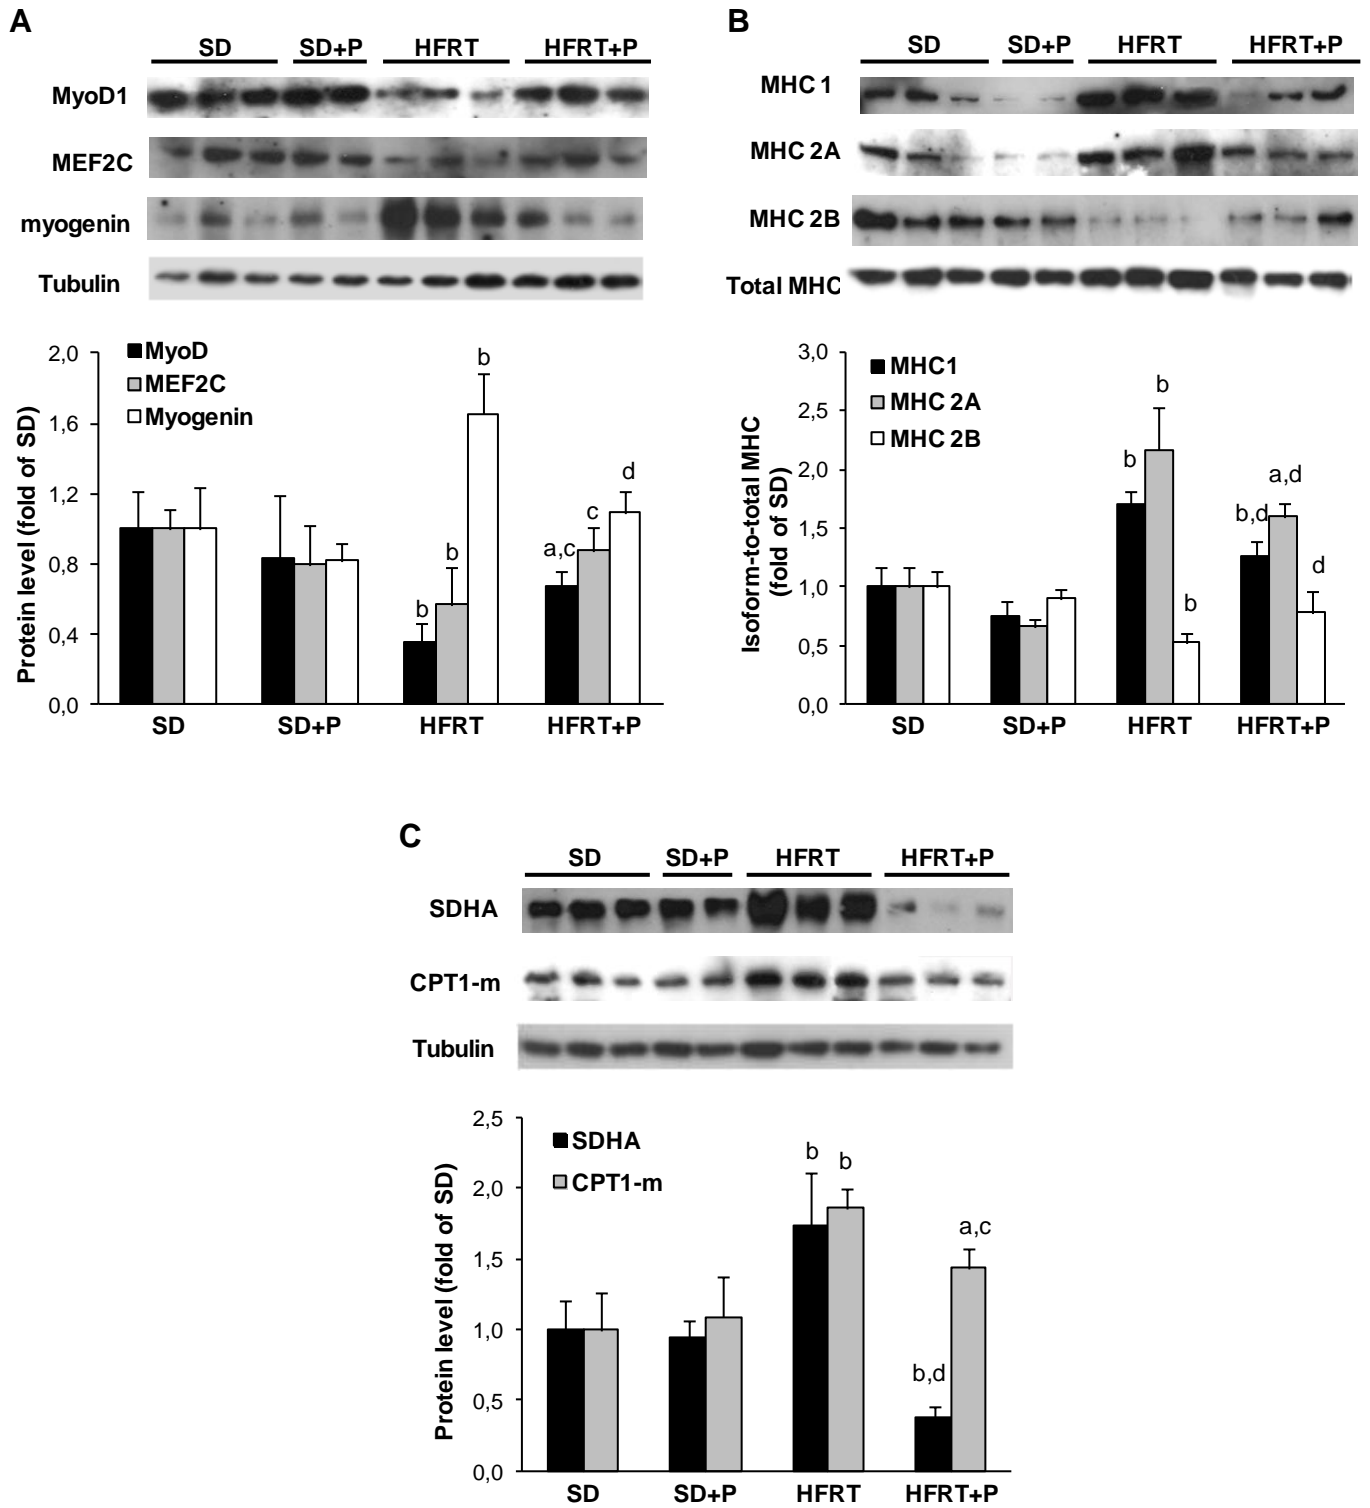 A
SD SD+P HFRT HFRT+P
MyoD1
MEF2C
myogenin
Tubulin
2,0
1,6
1,2
0,8
0,4
0,0
Protein level (fold of SD)
MyoD
MEF2C
Myogenin
b
b
b
a,c
c
d
SD SD+P HFRT HFRT+P
B
SD SD+P HFRT HFRT+P
MHC 1
MHC 2A
MHC 2B
Total MHC
3,0
2,5
2,0
1,5
1,0
0,5
0,0
Isoform-to-total MHC
(fold of SD)
MHC1
MHC 2A
MHC 2B
b
b
b
b,d
a,d
d
SD SD+P HFRT HFRT+P
C
SD SD+P HFRT HFRT+P
SDHA
CPT1-m
Tubulin
2,5
2,0
1,5
1,0
0,5
0,0
Protein level (fold of SD)
SDHA
CPT1-m
b
b
b,d
a,c
SD SD+P HFRT HFRT+P